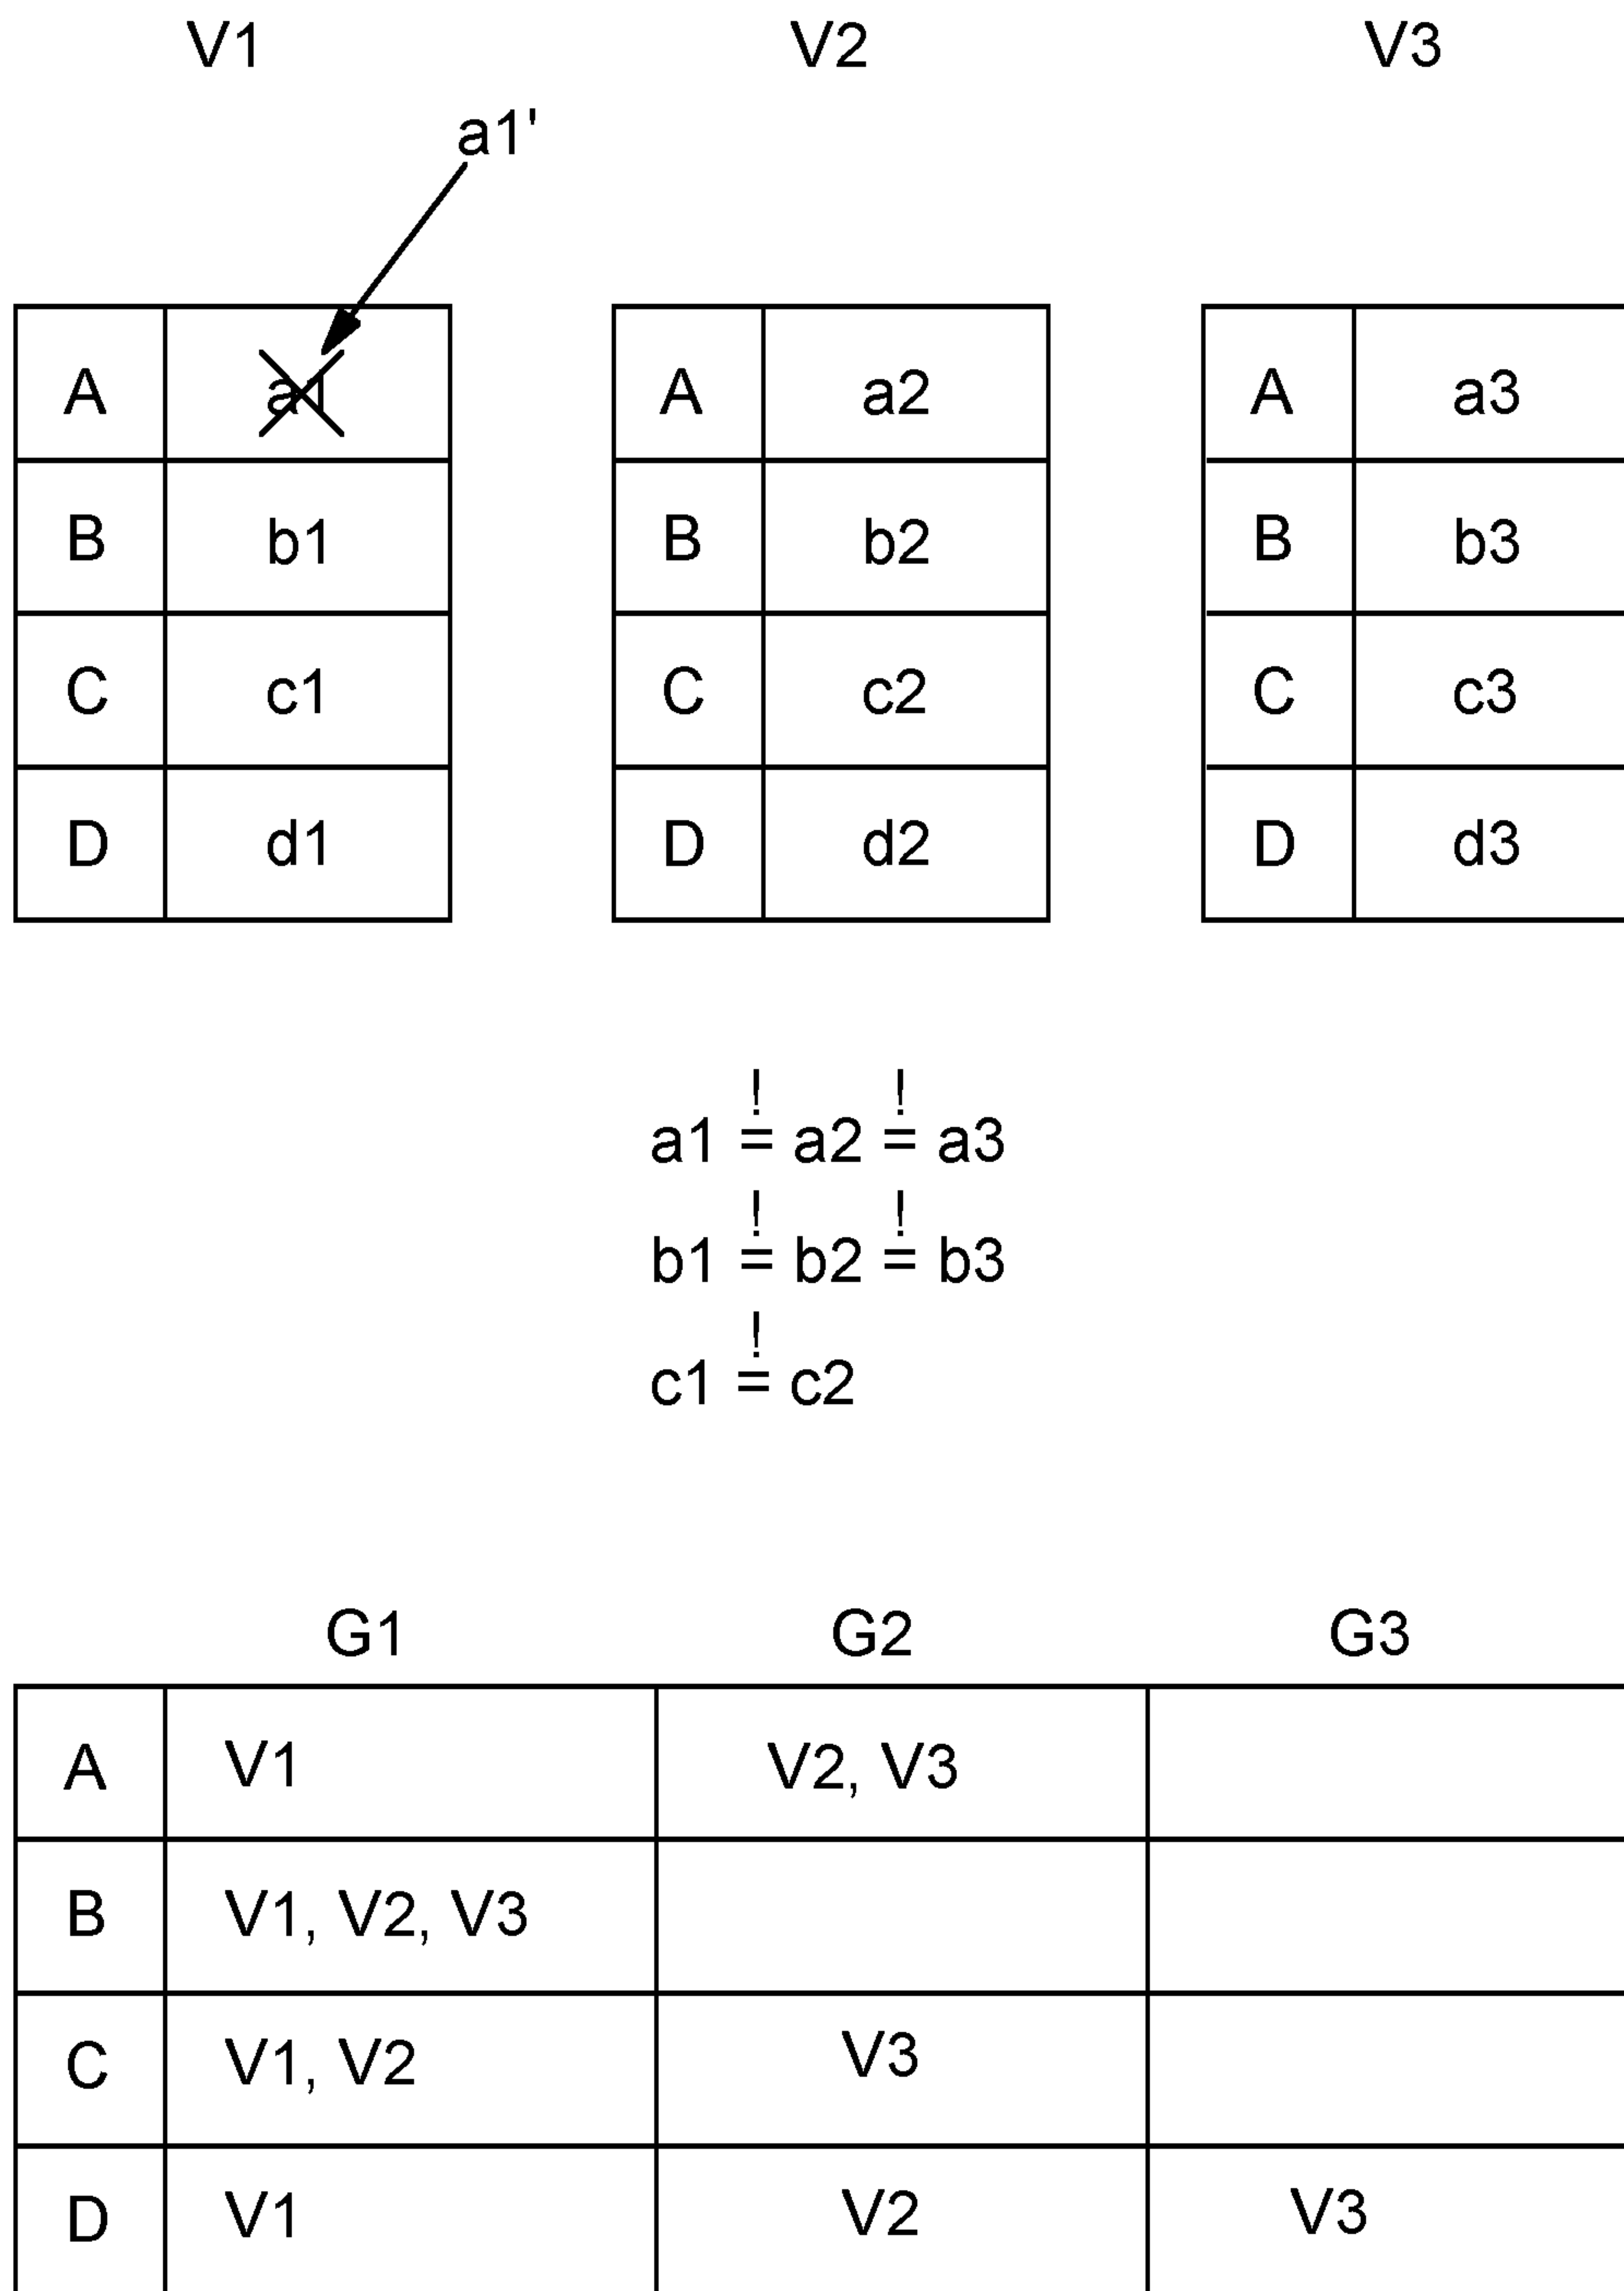 V1 V2 V3
a1'
A a1 A a2 A a3
B b1 B b2 B b3
C c1 C c2 C c3
D d1 D d2 D d3
! !
a1 = a2 = a3
! !
b1 = b2 = b3
!
c1 = c2
G1 G2 G3
A V1 V2, V3
B V1, V2, V3
C V1, V2 V3
D V1 V2 V3